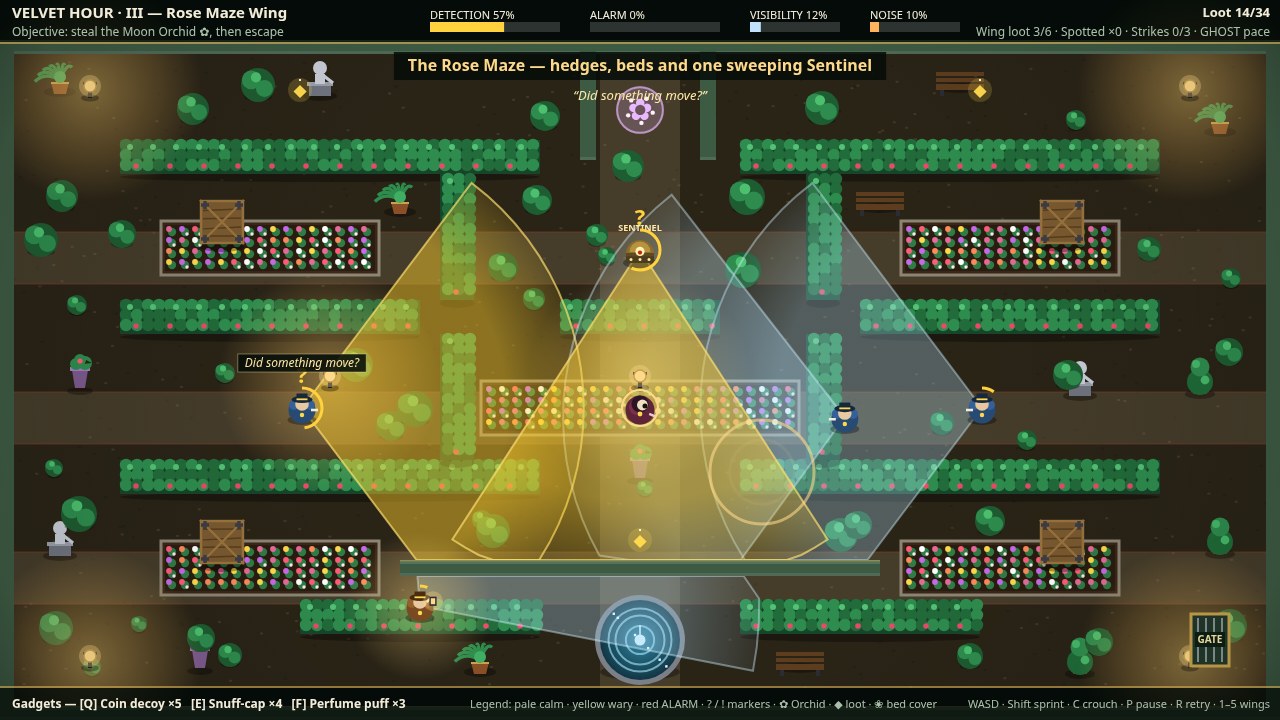 VELVET HOUR · III — Rose Maze Wing
Objective: steal the Moon Orchid ✿, then escape
DETECTION 57%
ALARM 0%
VISIBILITY 12%
NOISE 10%
Loot 14/34
Wing loot 3/6 · Spotted ×0 · Strikes 0/3 · GHOST pace
The Rose Maze — hedges, beds and one sweeping Sentinel
“Did something move?”
?
SENTINEL
Did something move?
?
GATE
Gadgets — [Q] Coin decoy ×5 [E] Snuff-cap ×4 [F] Perfume puff ×3
Legend: pale calm · yellow wary · red ALARM · ? / ! markers · ✿ Orchid · ◆ loot · ❀ bed cover
WASD · Shift sprint · C crouch · P pause · R retry · 1–5 wings